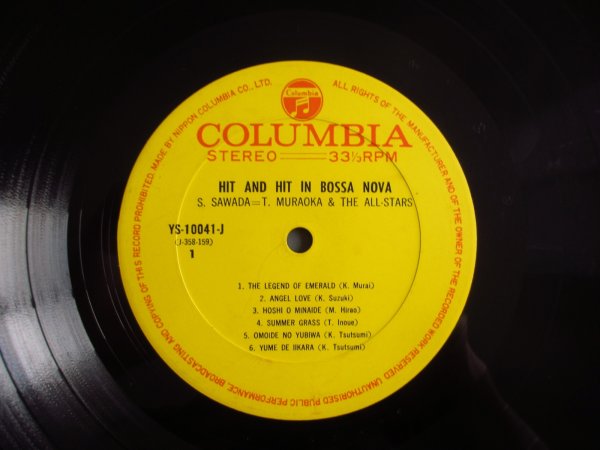 Columbia
COLUMBIA
STEREO 33⅓RPM
HIT AND HIT IN BOSSA NOVA
S. SAWADA=T. MURAOKA & THE ALL-STARS
YS-10041-J
(J-358-159)
1
1. THE LEGEND OF EMERALD (K. Murai)
2. ANGEL LOVE (K. Suzuki)
3. HOSHI O MINAIDE (M. Hirao)
4. SUMMER GRASS (T. Inoue)
5. OMOIDE NO YUBIWA (K. Tsutsumi)
6. YUME DE IIKARA (K. Tsutsumi)
MADE BY NIPPON COLUMBIA CO., LTD. ALL RIGHTS OF THE MANUFACTURER AND OF THE OWNER OF THE RECORDED WORK RESERVED. UNAUTHORISED PUBLIC PERFORMANCE, BROADCASTING AND COPYING OF THIS RECORD PROHIBITED.